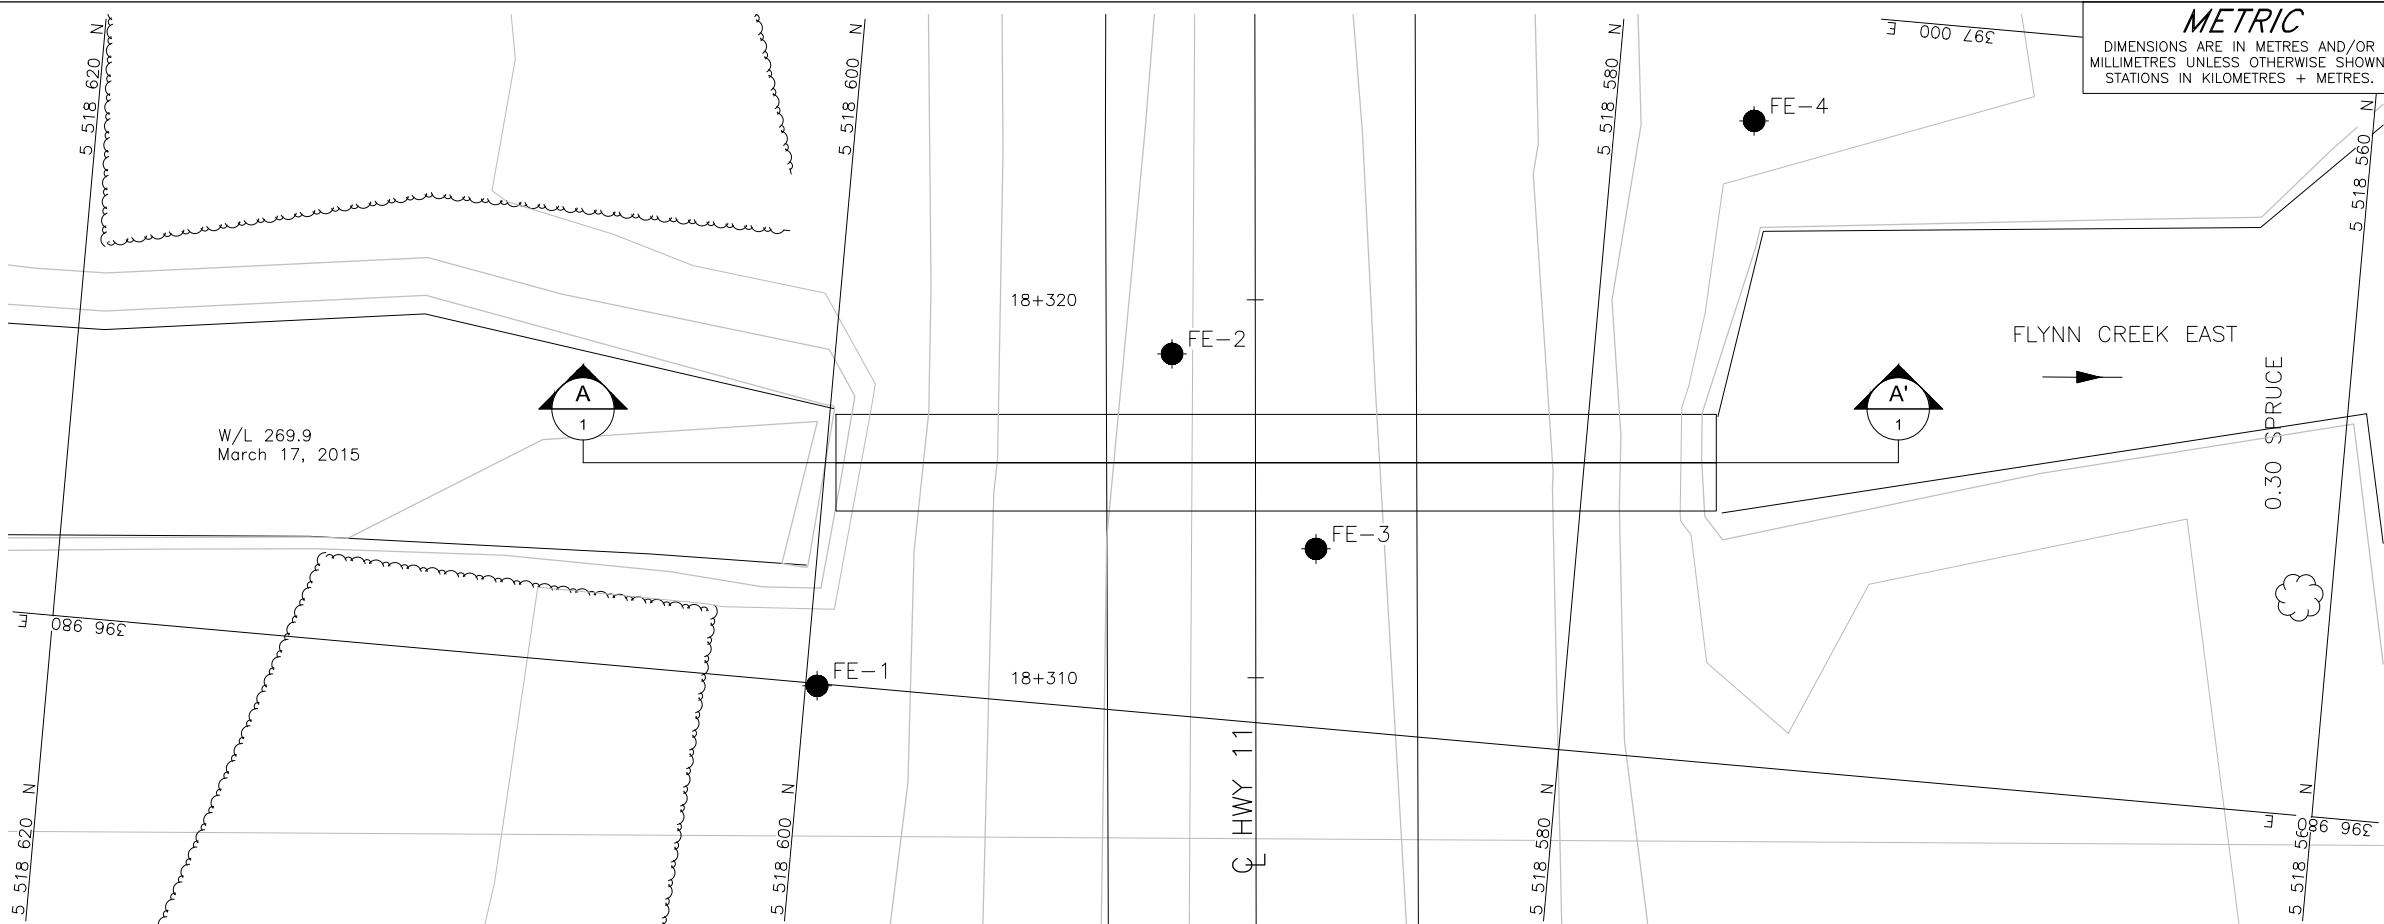 METRIC
DIMENSIONS ARE IN METRES AND/OR
MILLIMETRES UNLESS OTHERWISE SHOWN
STATIONS IN KILOMETRES + METRES.
5 518 620 N
5 518 600 N
5 518 580 N
5 518 560 N
E 397 000
FE-4
18+320
FE-2
FLYNN CREEK EAST
A
1
A'
1
0.30 SPRUCE
W/L 269.9
March 17, 2015
FE-3
E 396 980
FE-1
18+310
HWY 11
℄
5 518 620 N
5 518 600 N
5 518 580 N
5 518 560 N
E 396 980